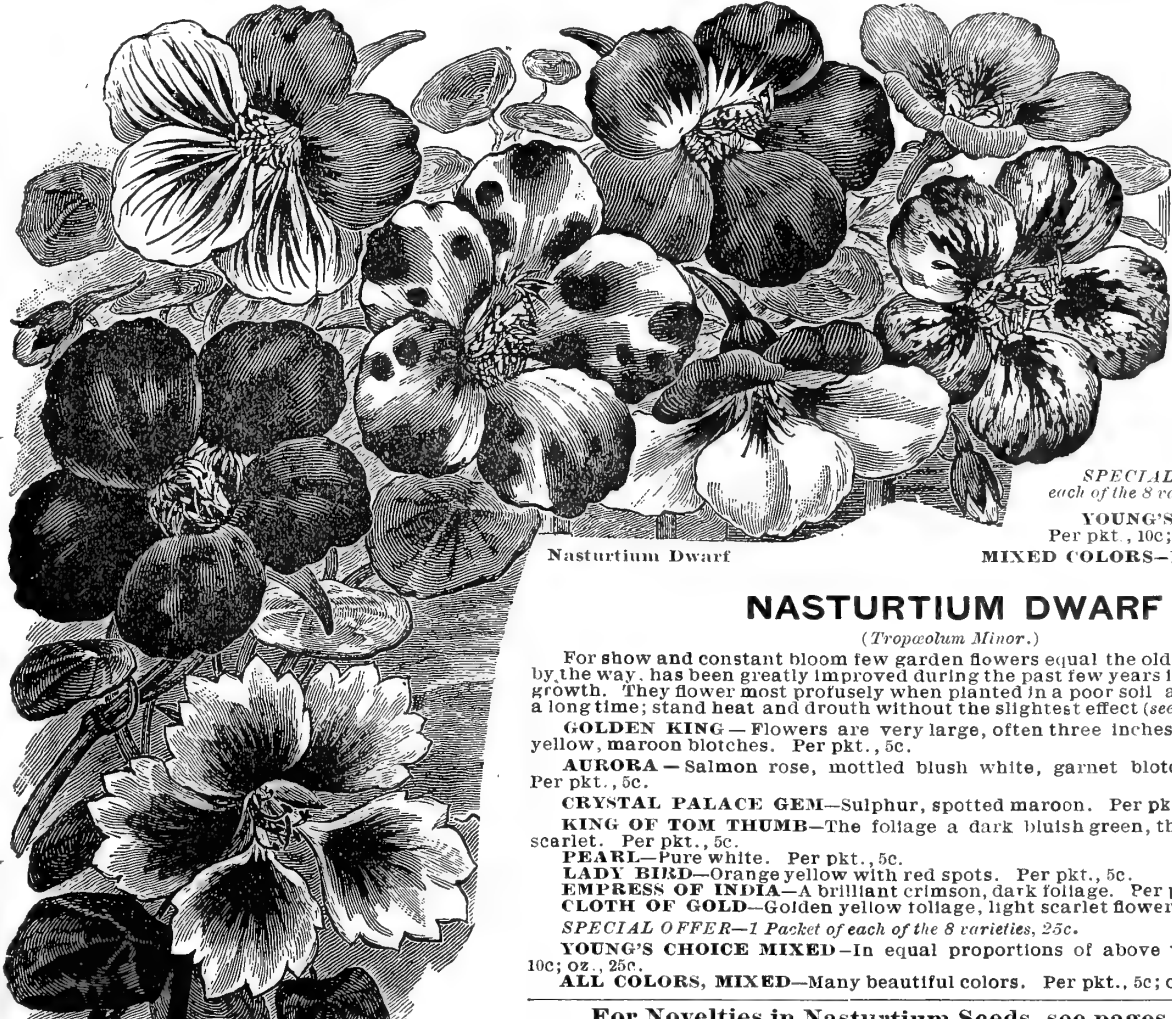 SPECIAL
each of the 8
YOUNG'S
Per pkt., 10c;
Nasturtium Dwarf
MIXED COLORS—
NASTURTIUM DWARF
(Tropæolum Minor.)
For show and constant bloom few garden flowers equal the old
by the way, has been greatly improved during the past few years
growth. They flower most profusely when planted in a poor soil
a long time; stand heat and drouth without the slightest effect (see
GOLDEN KING—Flowers are very large, often three inches
yellow, maroon blotches. Per pkt., 5c.
AURORA—Salmon rose, mottled blush white, garnet
Per pkt., 5c.
CRYSTAL PALACE GEM—Sulphur, spotted maroon. Per
KING OF TOM THUMB—The foliage a dark bluish green,
scarlet. Per pkt., 5c.
PEARL—Pure white. Per pkt., 5c.
LADY BIRD—Orange yellow with red spots. Per pkt., 5c.
EMPRESS OF INDIA—A brilliant crimson, dark foliage. Per
CLOTH OF GOLD—Golden yellow foliage, light scarlet flower
SPECIAL OFFER—1 Packet of each of the 8 varieties, 25c.
YOUNG'S CHOICE MIXED—In equal proportions of above
10c; oz., 25c.
ALL COLORS, MIXED—Many beautiful colors. Per pkt., 5c;
For Novelties in Nasturtium Seeds, see pages